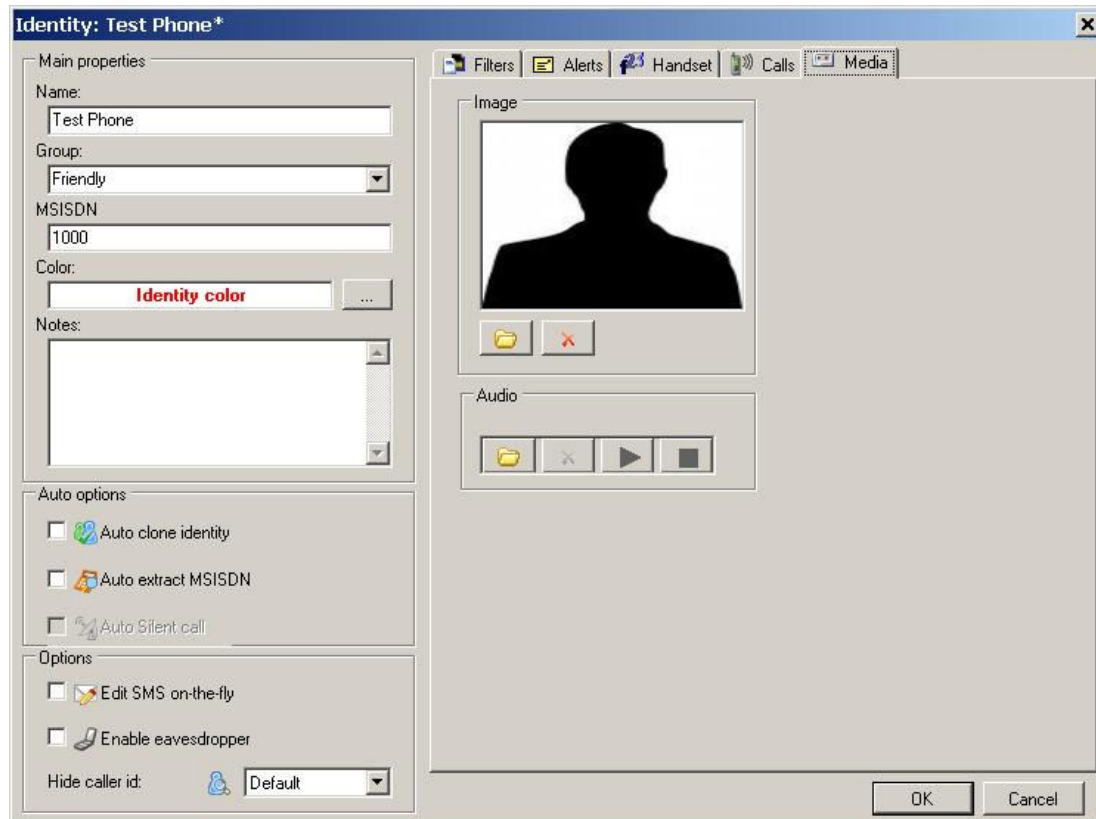 Identity: Test Phone*
Main properties
Name:
Test Phone
Group:
Friendly
MSISDN
1000
Color:
Identity color
...
Notes:
Auto options
Auto clone identity
Auto extract MSISDN
Auto Silent call
Options
Edit SMS on-the-fly
Enable eavesdropper
Hide caller id: Default
Filters Alerts 123 Handset Calls Media
Image
Audio
OK Cancel